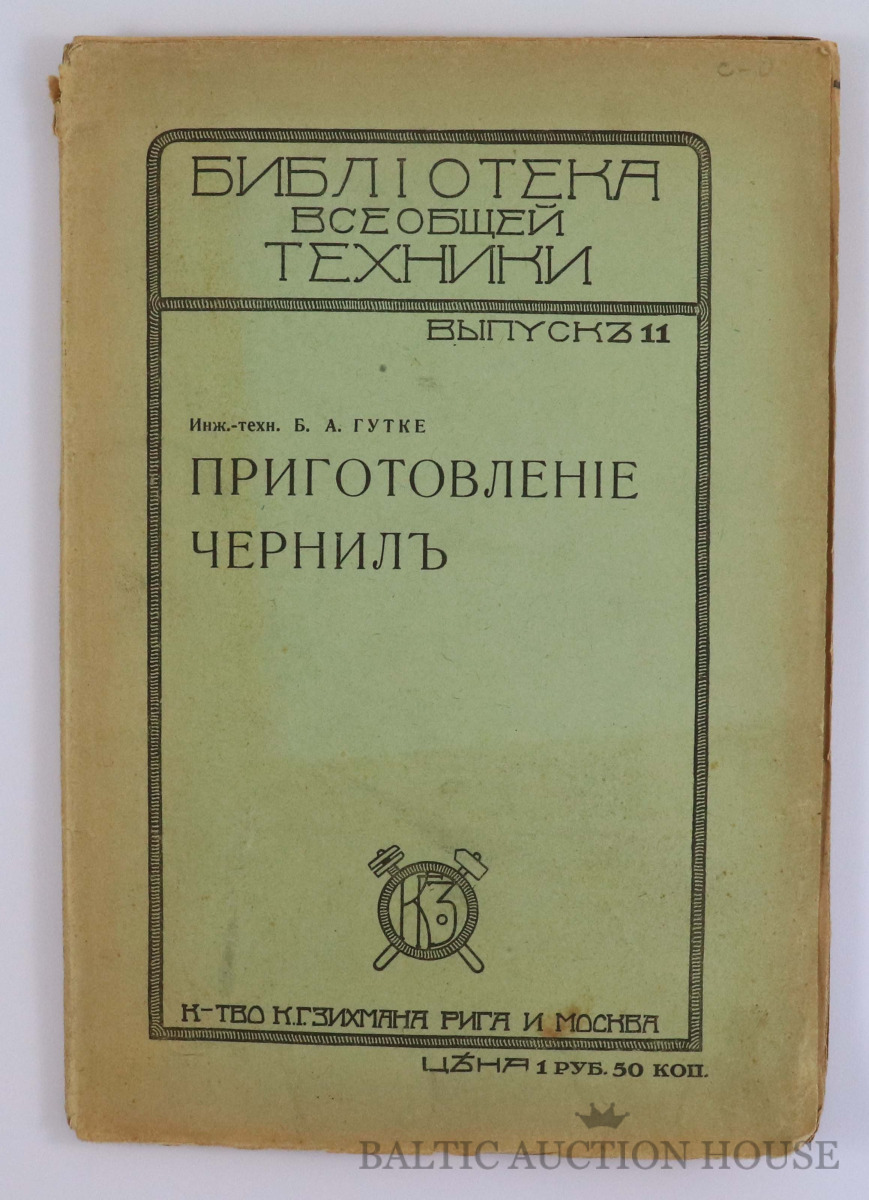 БИБЛІОТЕКА
ВСЕОБЩЕЙ
ТЕХНИКИ
ВЫПУСКЪ 11
Инж.-техн. Б. А. ГУТКЕ
ПРИГОТОВЛЕНІЕ
ЧЕРНИЛЪ
КГЗ
К-ТВО К.Г.ЗИХМАНА РИГА И МОСКВА
ЦѢНА 1 РУБ. 50 КОП.
BALTIC AUCTION HOUSE